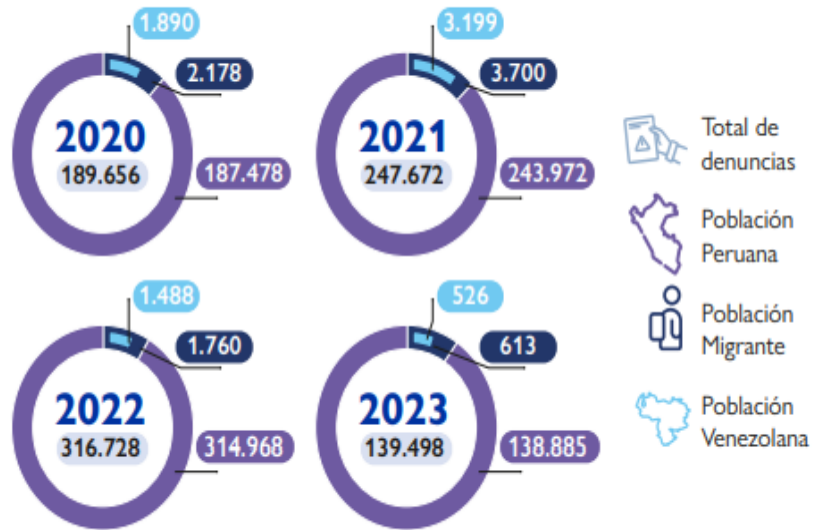 1.890
2.178
2020
189.656
187.478
3.199
3.700
2021
247.672
243.972
1.488
1.760
2022
316.728
314.968
526
613
2023
139.498
138.885
Total de
denuncias
Población
Peruana
Población
Migrante
Población
Venezolana